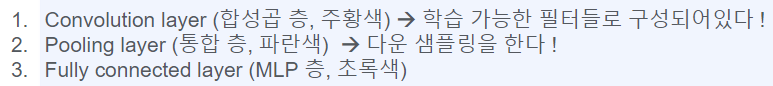 1. Convolution layer (합성곱 층, 주황색) → 학습 가능한 필터들로 구성되어있다 !
2. Pooling layer (통합 층, 파란색) → 다운 샘플링을 한다 !
3. Fully connected layer (MLP 층, 초록색)